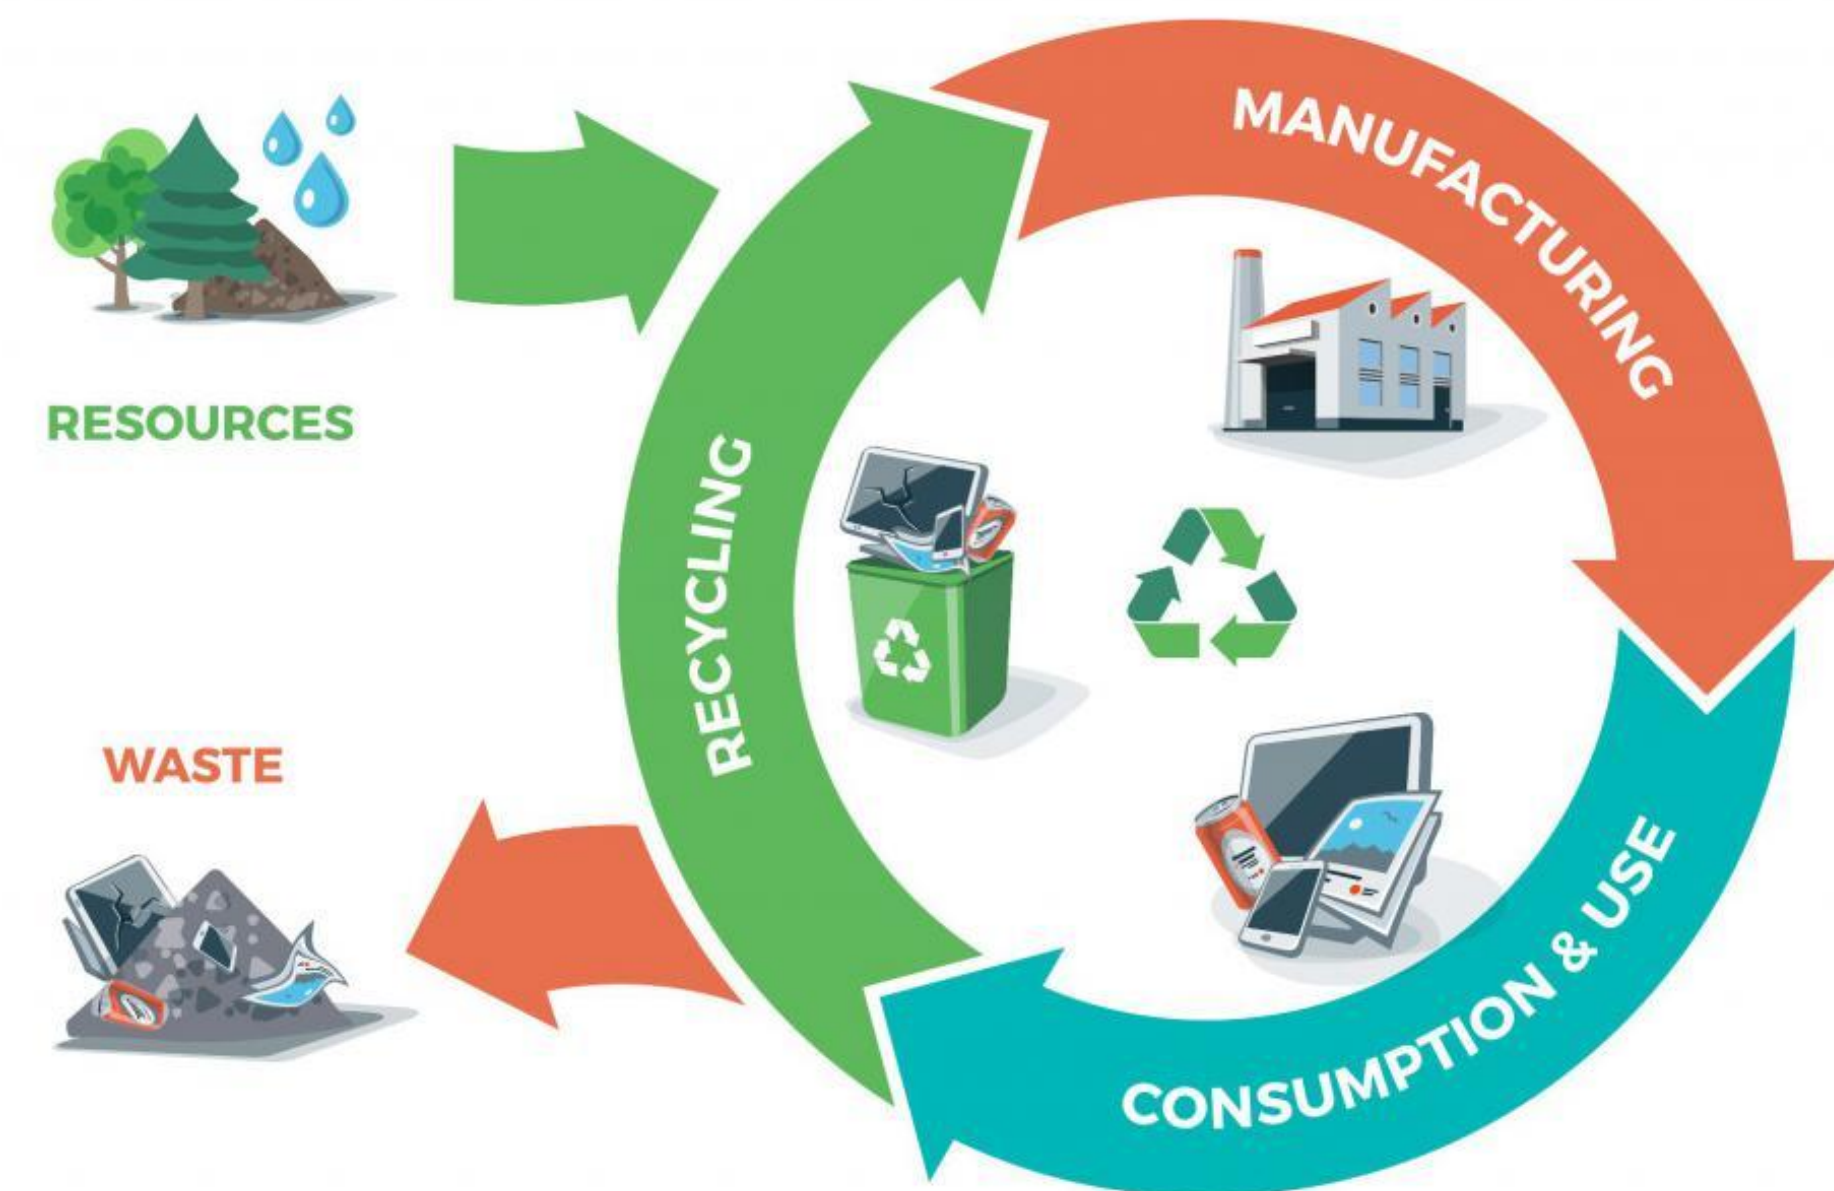 MANUFACTURING
RESOURCES
RECYCLING
WASTE
CONSUMPTION & USE